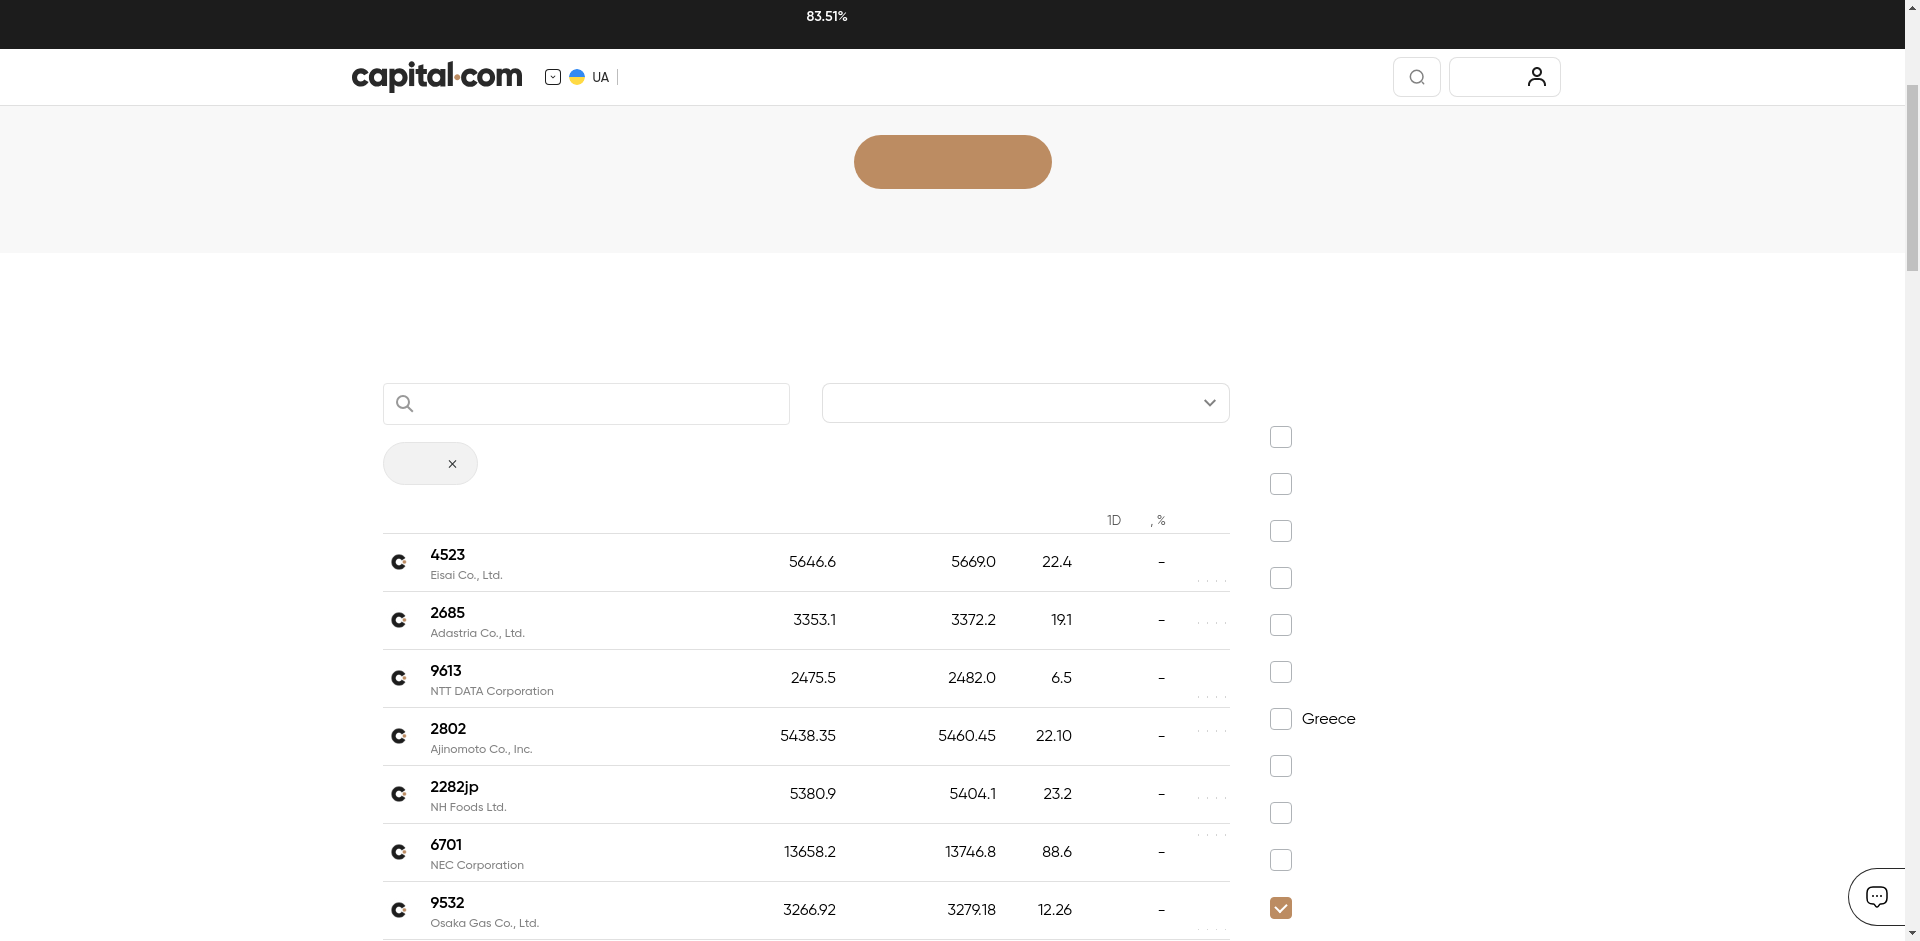 83.51%
capital.com
UA
1D , %
4523 5646.6 5669.0 22.4 -
Eisai Co., Ltd.
2685 3353.1 3372.2 19.1 -
Adastria Co., Ltd.
9613 2475.5 2482.0 6.5 -
NTT DATA Corporation
2802 5438.35 5460.45 22.10 -
Ajinomoto Co., Inc.
2282jp 5380.9 5404.1 23.2 -
NH Foods Ltd.
6701 13658.2 13746.8 88.6 -
NEC Corporation
9532 3266.92 3279.18 12.26 -
Osaka Gas Co., Ltd.
Greece